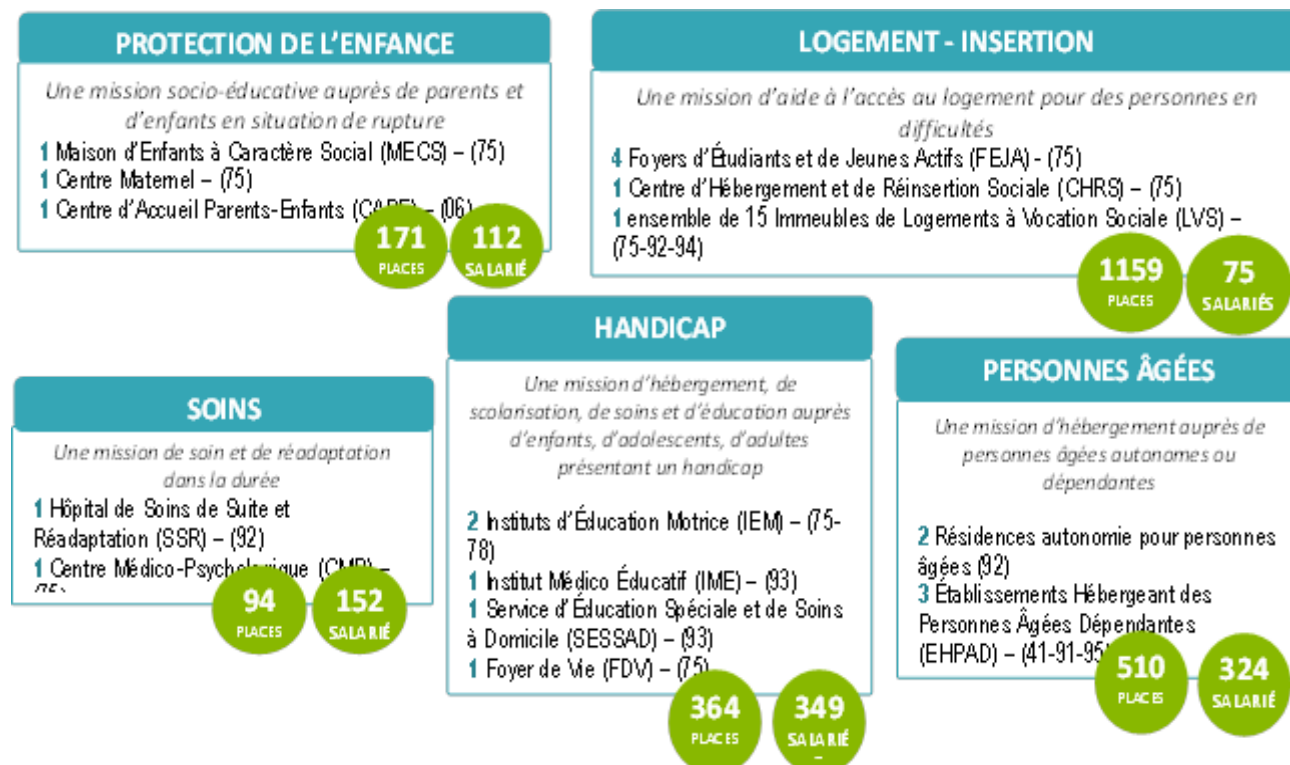 PROTECTION DE L'ENFANCE
Une mission socio-éducative auprès de parents et
d'enfants en situation de rupture
1 Maison d'Enfants à Caractère Social (MECS) – (75)
1 Centre Maternel – (75)
1 Centre d'Accueil Parents-Enfants (CAPE) – (06)
171
PLACES
112
SALARIÉ
LOGEMENT - INSERTION
Une mission d'aide à l'accès au logement pour des personnes en
difficultés
4 Foyers d'Étudiants et de Jeunes Actifs (FEJA) - (75)
1 Centre d'Hébergement et de Réinsertion Sociale (CHRS) – (75)
1 ensemble de 15 Immeubles de Logements à Vocation Sociale (LVS) –
(75-92-94)
1159
PLACES
75
SALARIÉS
SOINS
Une mission de soin et de réadaptation
dans la durée
1 Hôpital de Soins de Suite et
Réadaptation (SSR) – (92)
1 Centre Médico-Psychologique (CMP) –
94
PLACES
152
SALARIÉ
HANDICAP
Une mission d'hébergement, de
scolarisation, de soins et d'éducation auprès
d'enfants, d'adolescents, d'adultes
présentant un handicap
2 Instituts d'Éducation Motrice (IEM) – (75-
78)
1 Institut Médico Éducatif (IME) – (93)
1 Service d'Éducation Spéciale et de Soins
à Domicile (SESSAD) – (93)
1 Foyer de Vie (FDV) – (75)
364
PLACES
349
SALARIÉ
PERSONNES ÂGÉES
Une mission d'hébergement auprès de
personnes âgées autonomes ou
dépendantes
2 Résidences autonomie pour personnes
âgées (92)
3 Établissements Hébergeant des
Personnes Âgées Dépendantes
(EHPAD) – (41-91-95)
510
PLACES
324
SALARIÉ